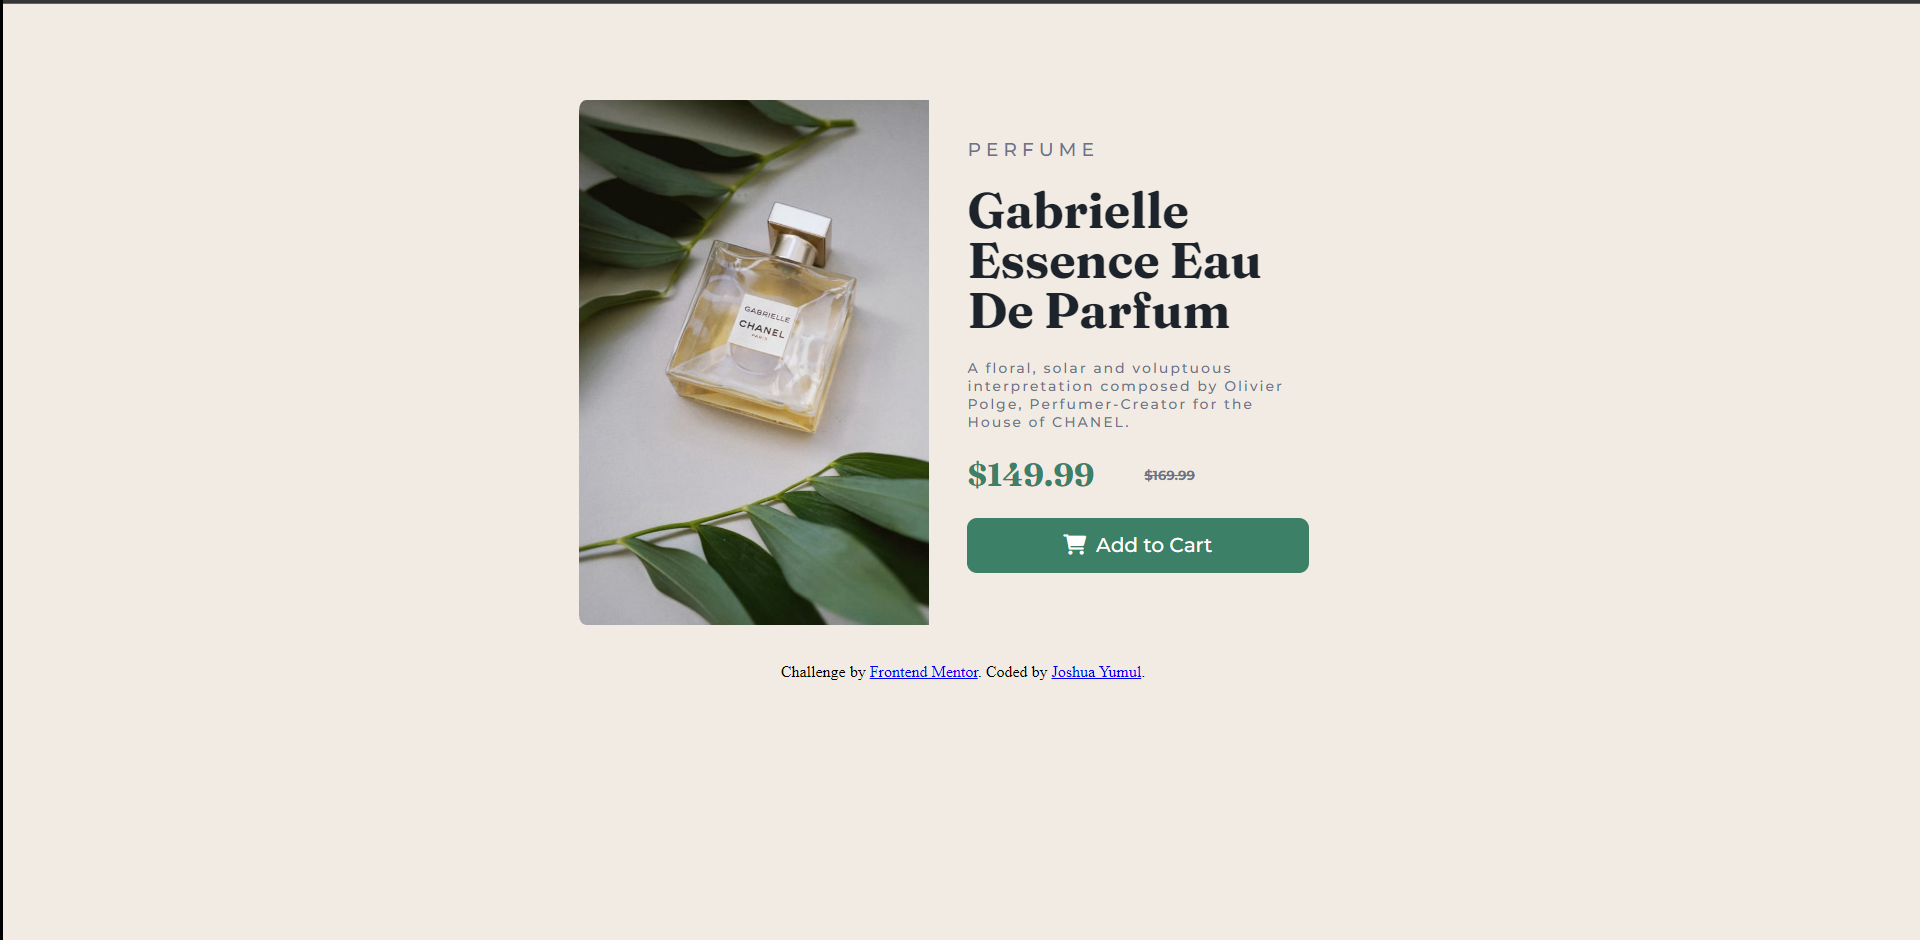 GABRIELLE
CHANEL
PARIS
PERFUME
Gabrielle
Essence Eau
De Parfum
A floral, solar and voluptuous
interpretation composed by Olivier
Polge, Perfumer-Creator for the
House of CHANEL.
$149.99 $169.99
Add to Cart
Challenge by Frontend Mentor. Coded by Joshua Yumul.